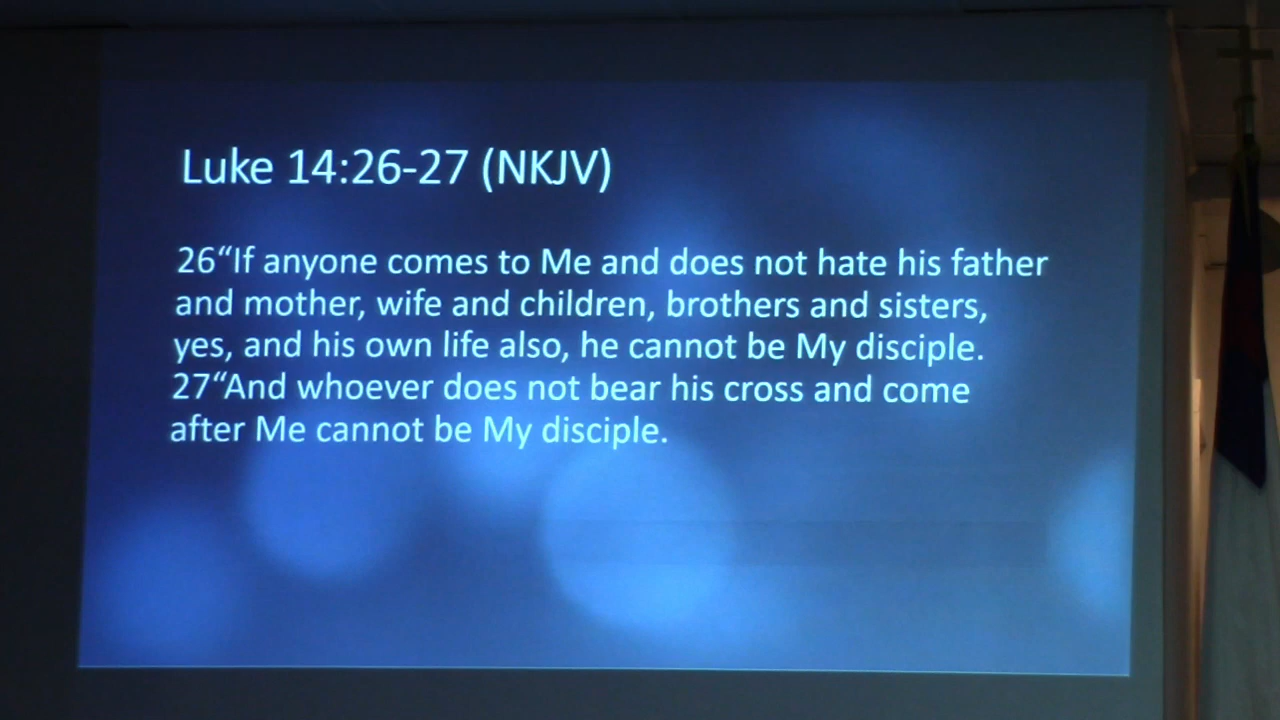 Luke 14:26-27 (NKJV)
26“If anyone comes to Me and does not hate his father
and mother, wife and children, brothers and sisters,
yes, and his own life also, he cannot be My disciple.
27“And whoever does not bear his cross and come
after Me cannot be My disciple.